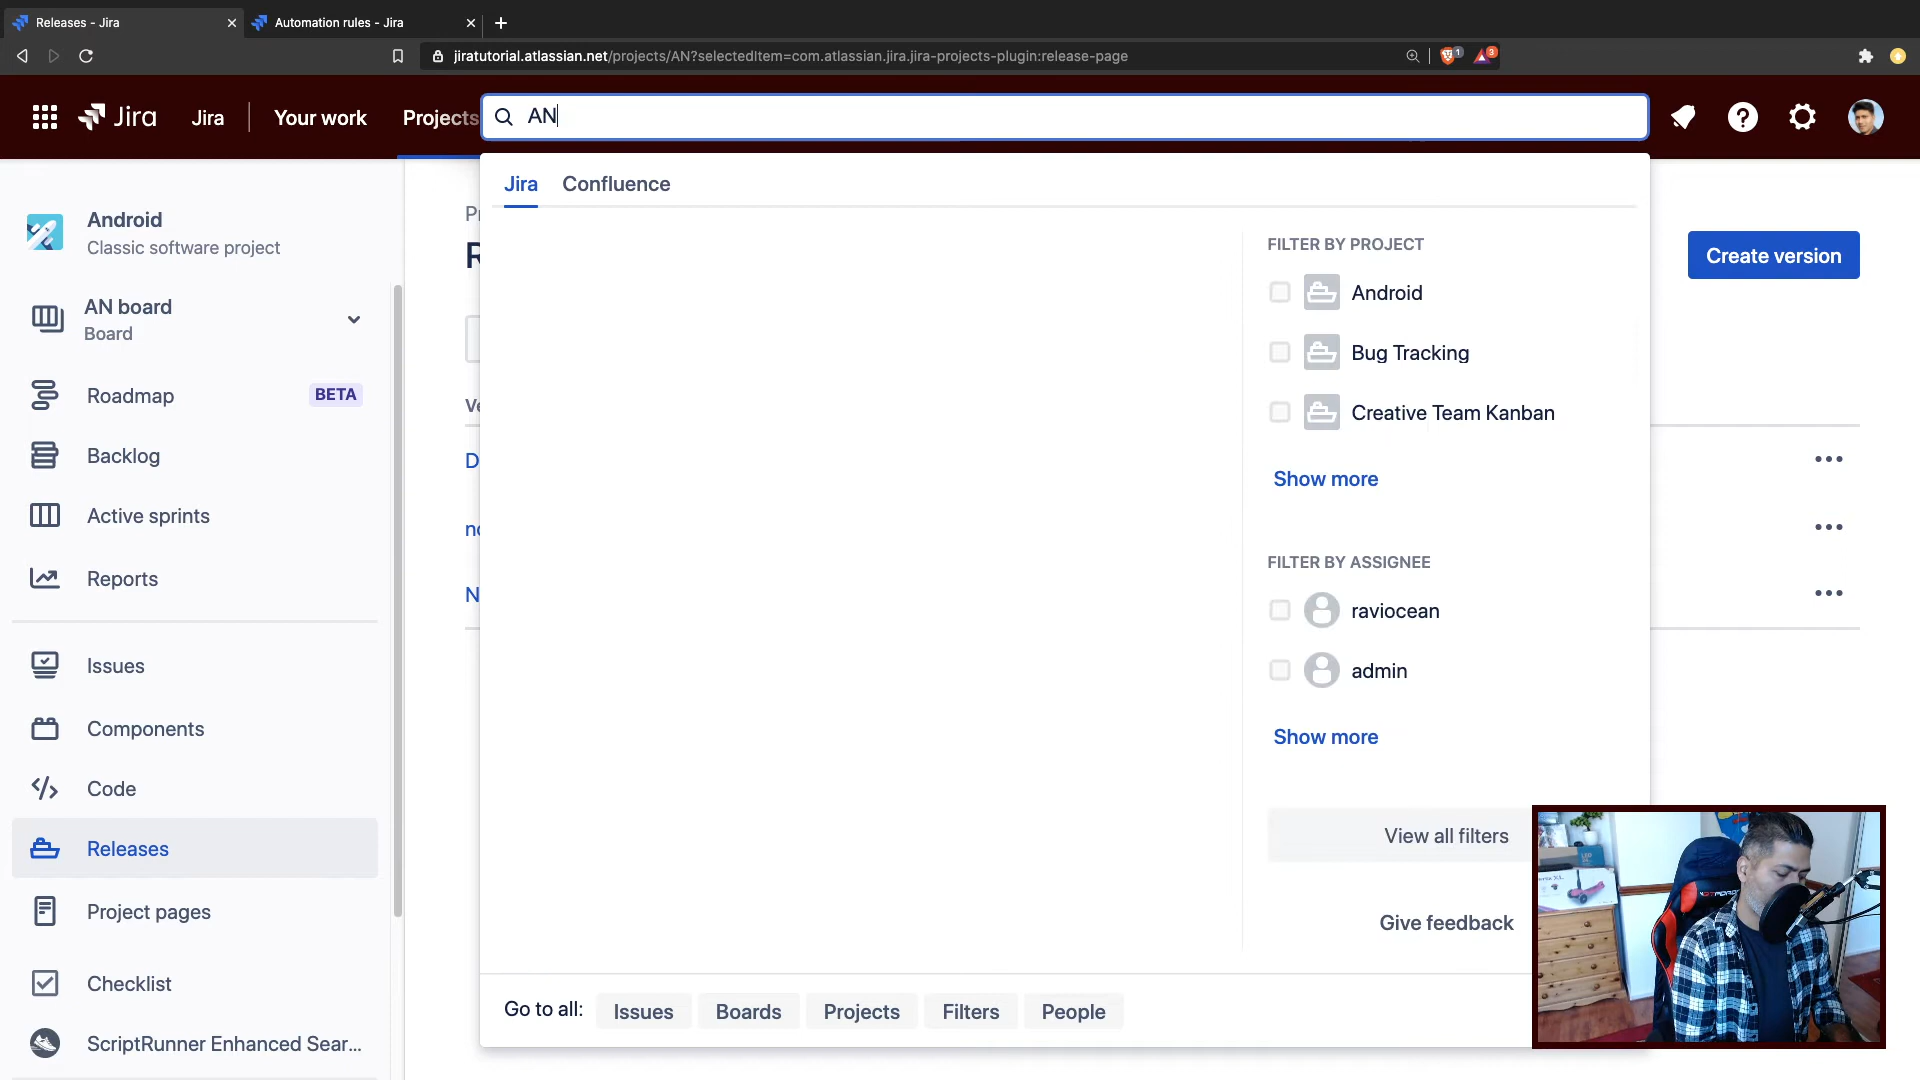 Releases - Jira
Automation rules - Jira
jiratutorial.atlassian.net/projects/AN?selectedItem=com.atlassian.jira.jira-projects-plugin:release-page
1
3
Jira
Jira
Your work
Projects
AN
Jira
Confluence
Android
Classic software project
AN board
Board
Roadmap
BETA
Backlog
Active sprints
Reports
Issues
Components
Code
Releases
Project pages
Checklist
ScriptRunner Enhanced Sear...
FILTER BY PROJECT
Android
Bug Tracking
Creative Team Kanban
Show more
FILTER BY ASSIGNEE
raviocean
admin
Show more
View all filters
Give feedback
Go to all:
Issues
Boards
Projects
Filters
People
Create version